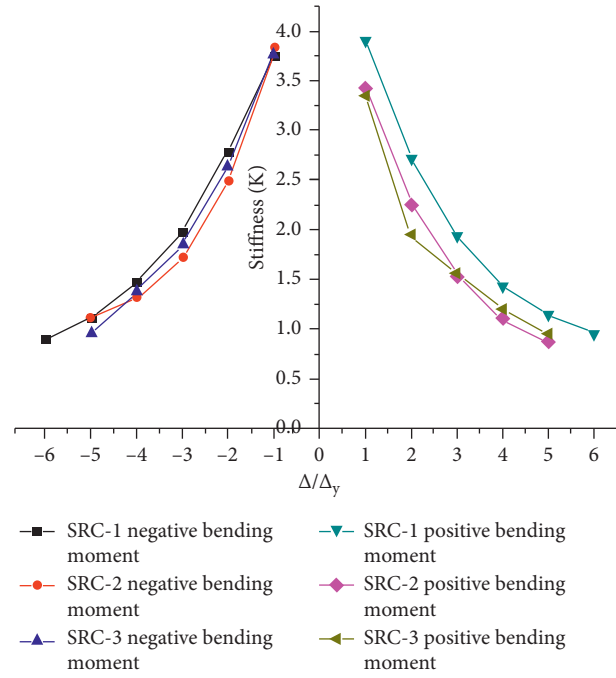 4.0
3.5
3.0
2.5
2.0
1.5
1.0
0.5
0.0
Stiffness (K)
–6 –5 –4 –3 –2 –1 0 1 2 3 4 5 6
Δ/Δy
SRC-1 negative bending
moment
SRC-2 negative bending
moment
SRC-3 negative bending
moment
SRC-1 positive bending
moment
SRC-2 positive bending
moment
SRC-3 positive bending
moment